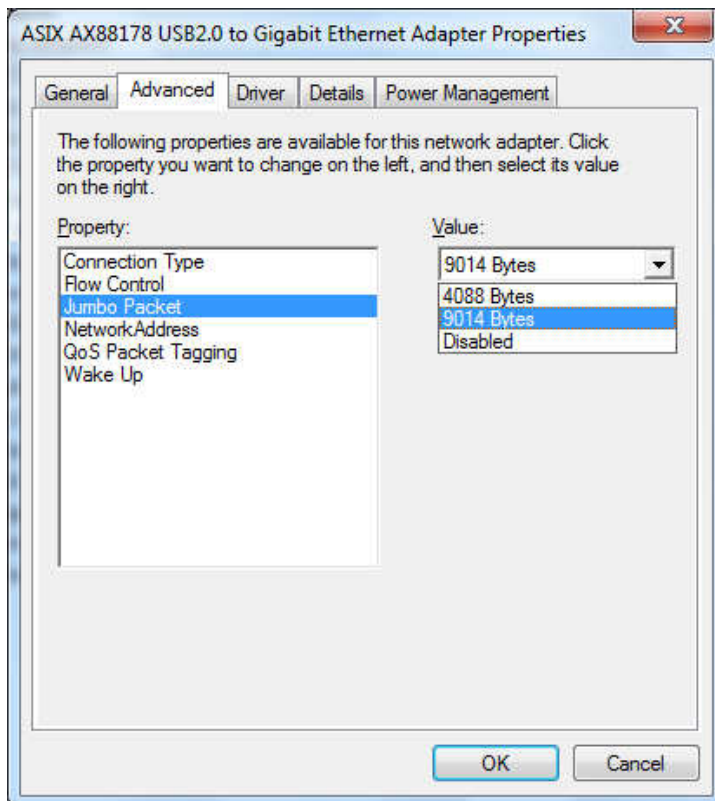 ASIX AX88178 USB2.0 to Gigabit Ethernet Adapter Properties
General Advanced Driver Details Power Management
The following properties are available for this network adapter. Click
the property you want to change on the left, and then select its value
on the right.
Property:
Connection Type
Flow Control
Jumbo Packet
NetworkAddress
QoS Packet Tagging
Wake Up
Value:
9014 Bytes
4088 Bytes
9014 Bytes
Disabled
OK Cancel